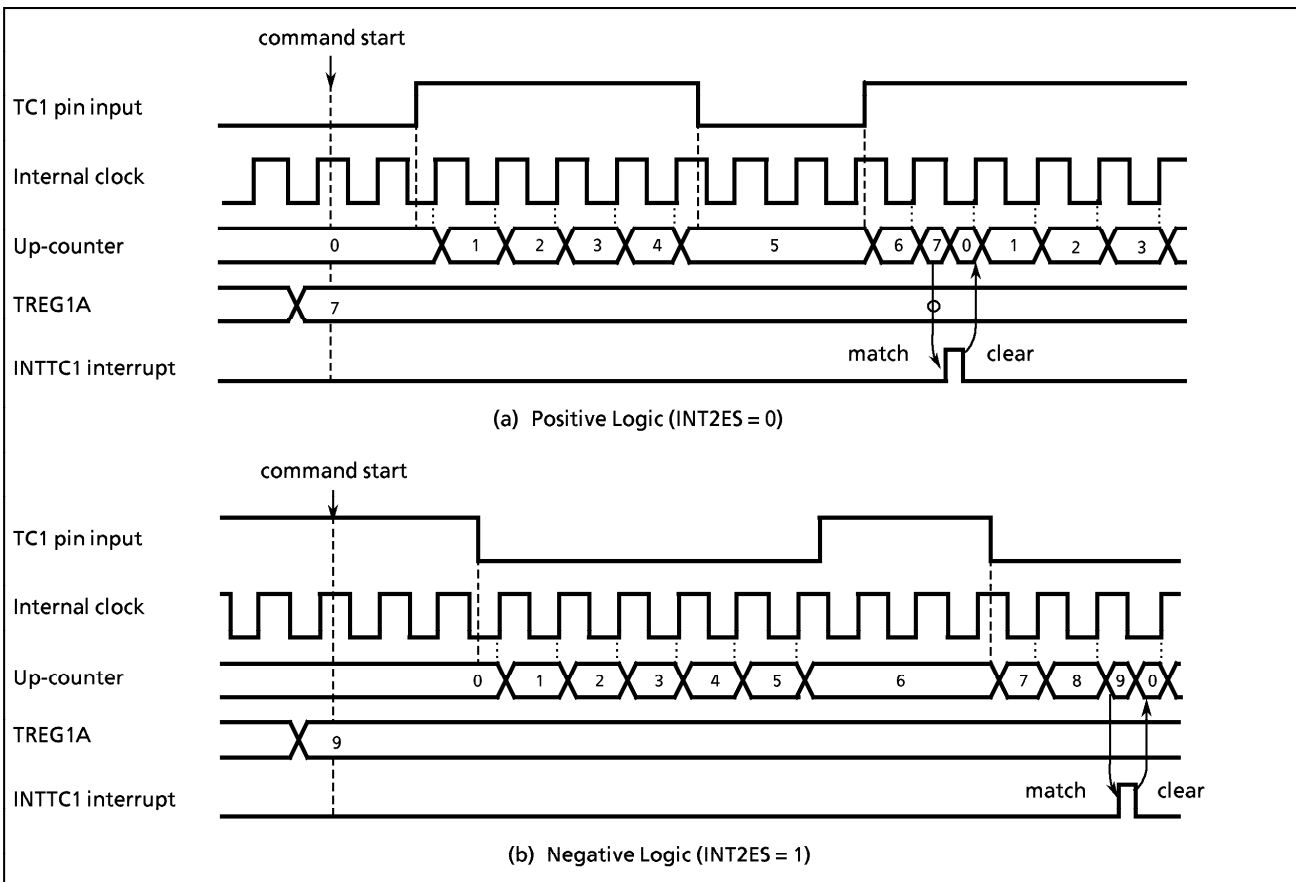 command start
TC1 pin input
Internal clock
Up-counter 0 1 2 3 4 5 6 7 0 1 2 3
TREG1A 7
match clear
INTTC1 interrupt
(a) Positive Logic (INT2ES = 0)
command start
TC1 pin input
Internal clock
Up-counter 0 1 2 3 4 5 6 7 8 9 0
TREG1A 9
INTTC1 interrupt match clear
(b) Negative Logic (INT2ES = 1)